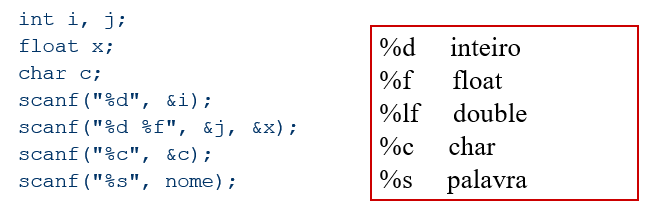 int i, j;
float x;
char c;
scanf("%d", &i);
scanf("%d %f", &j, &x);
scanf("%c", &c);
scanf("%s", nome);
%d inteiro
%f float
%lf double
%c char
%s palavra